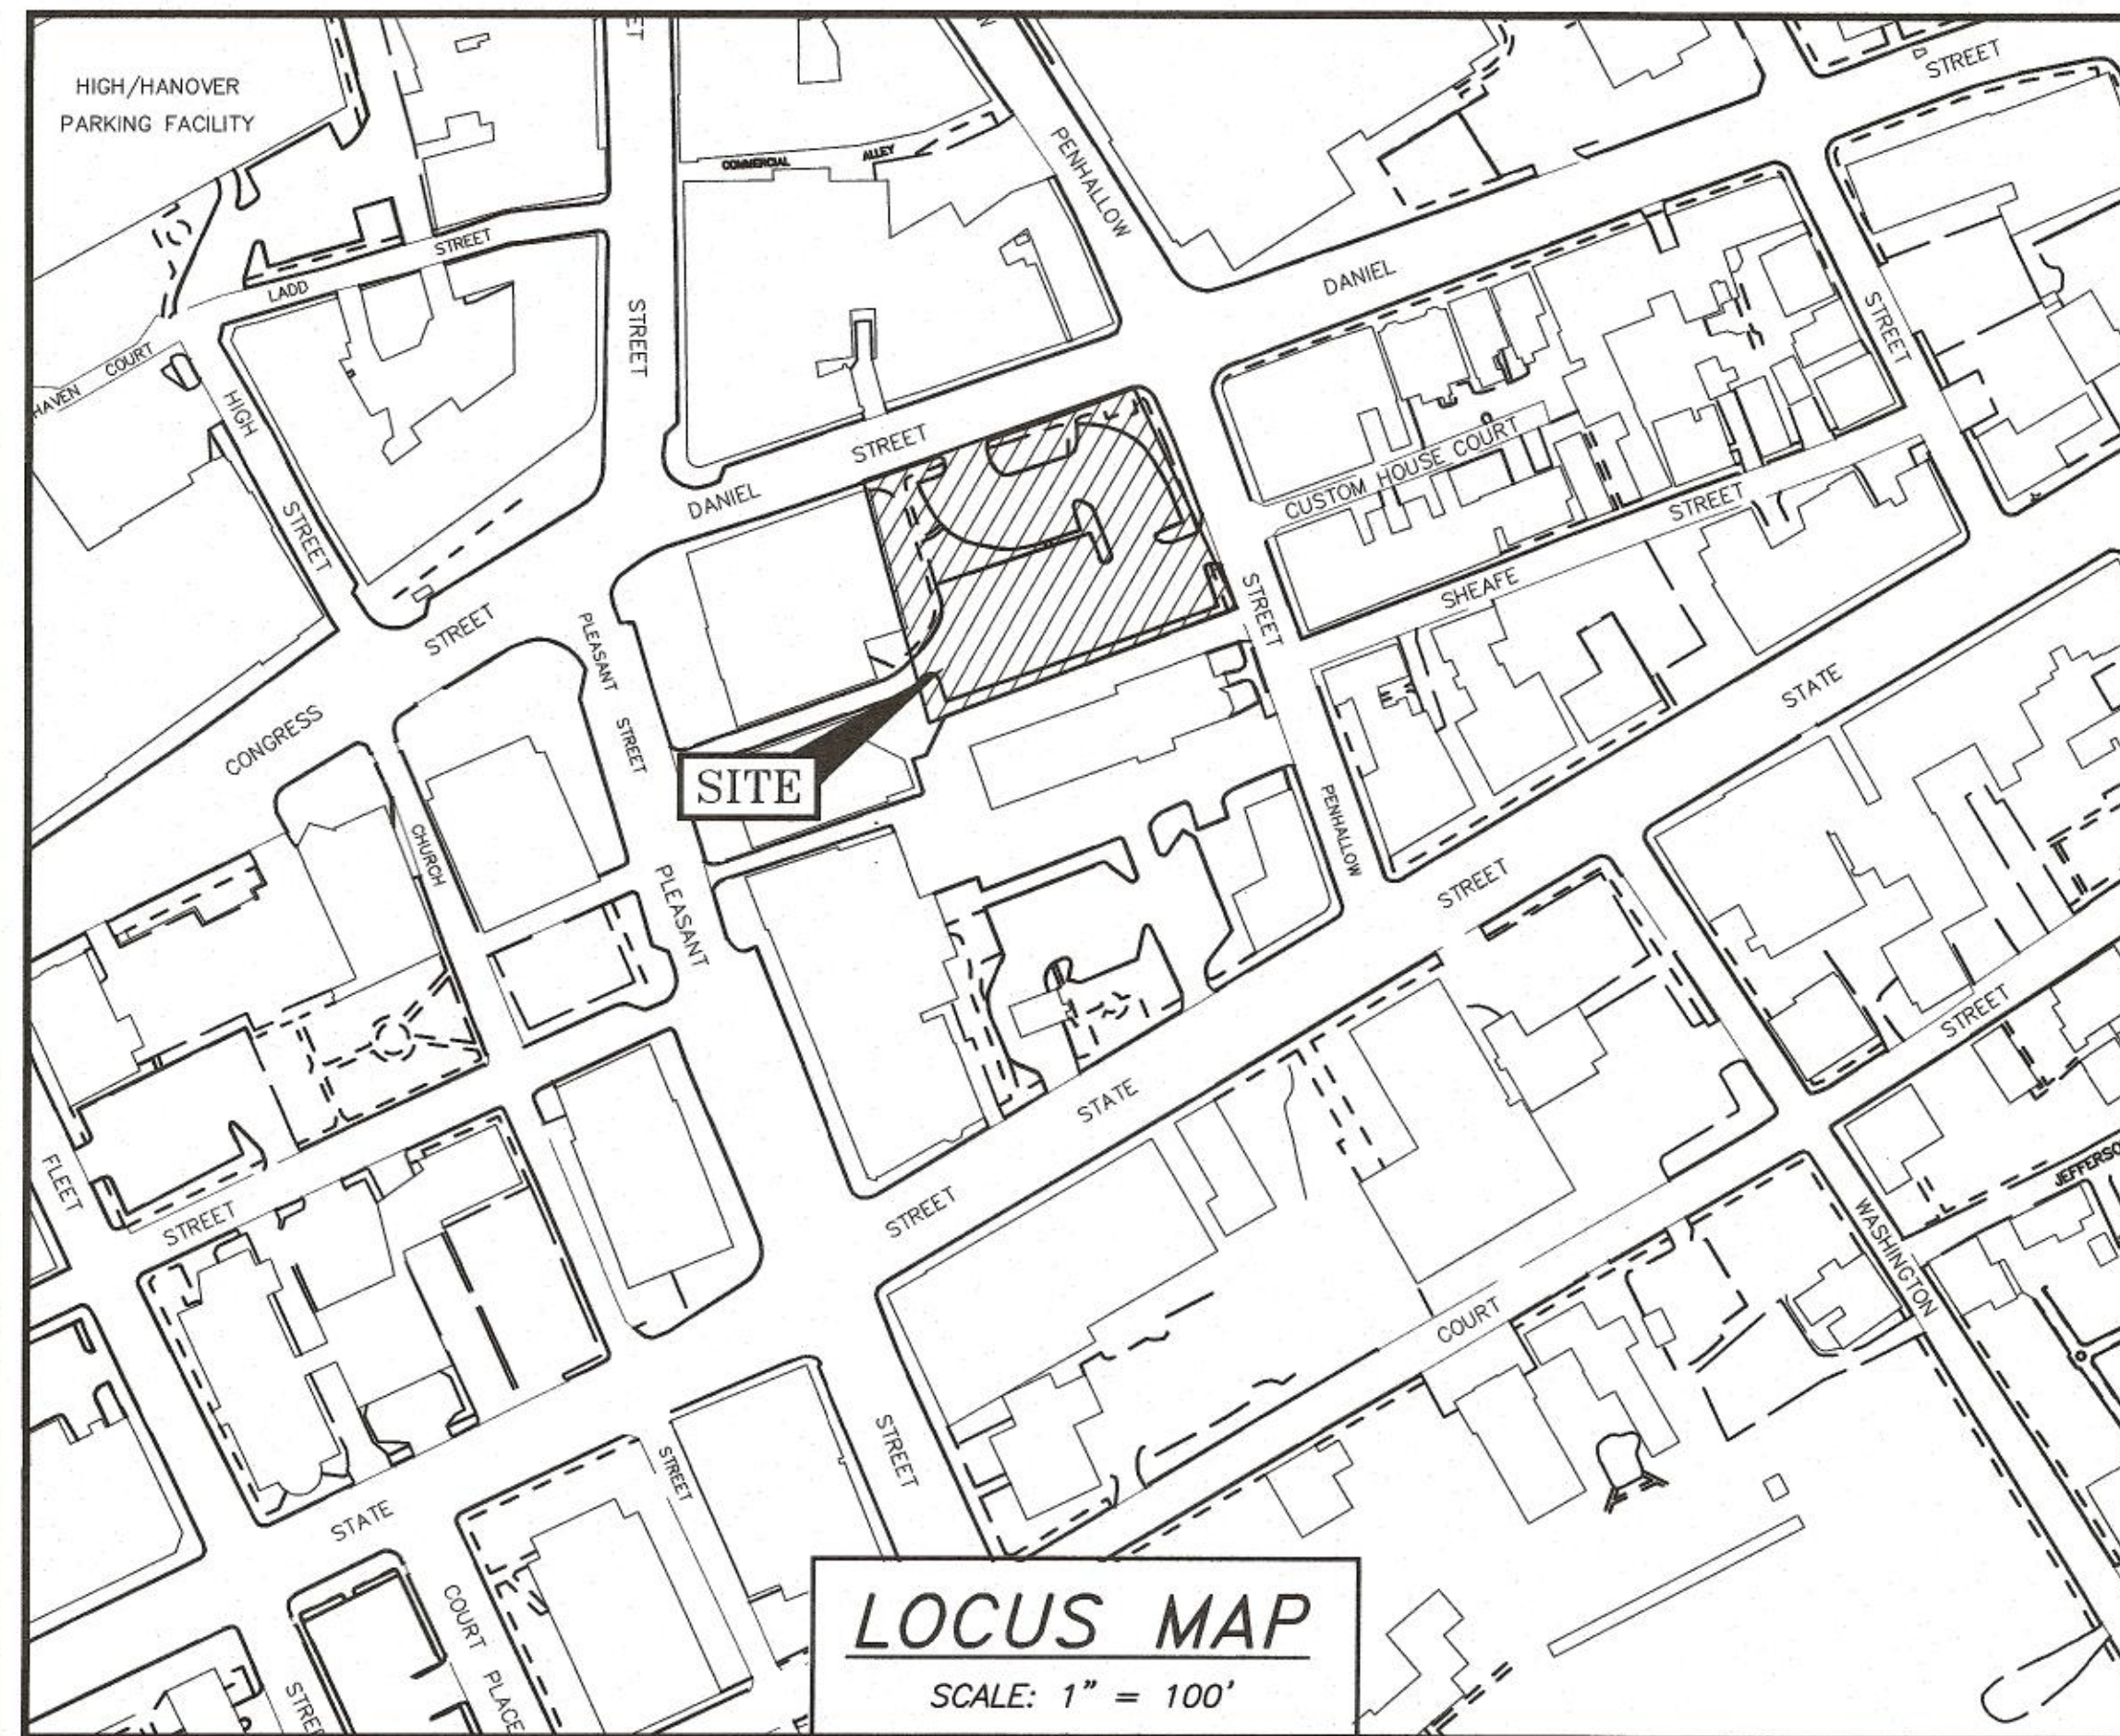 HIGH/HANOVER
PARKING FACILITY
STREET
COMMERCIAL ALLEY
PENHALLOW
STREET
LADD
STREET
DANIEL
STREET
HAVEN COURT
HIGH
STREET
STREET
DANIEL
CUSTOM HOUSE COURT
STREET
SHEAFE
STREET
STREET
PLEASANT
STREET
CONGRESS
STATE
SITE
CHURCH
PENHALLOW
PLEASANT
STREET
STATE
STREET
STREET
FLEET
STREET
WASHINGTON
COURT
STREET
STREET
STATE
COURT PLACE
LOCUS MAP
SCALE: 1" = 100'